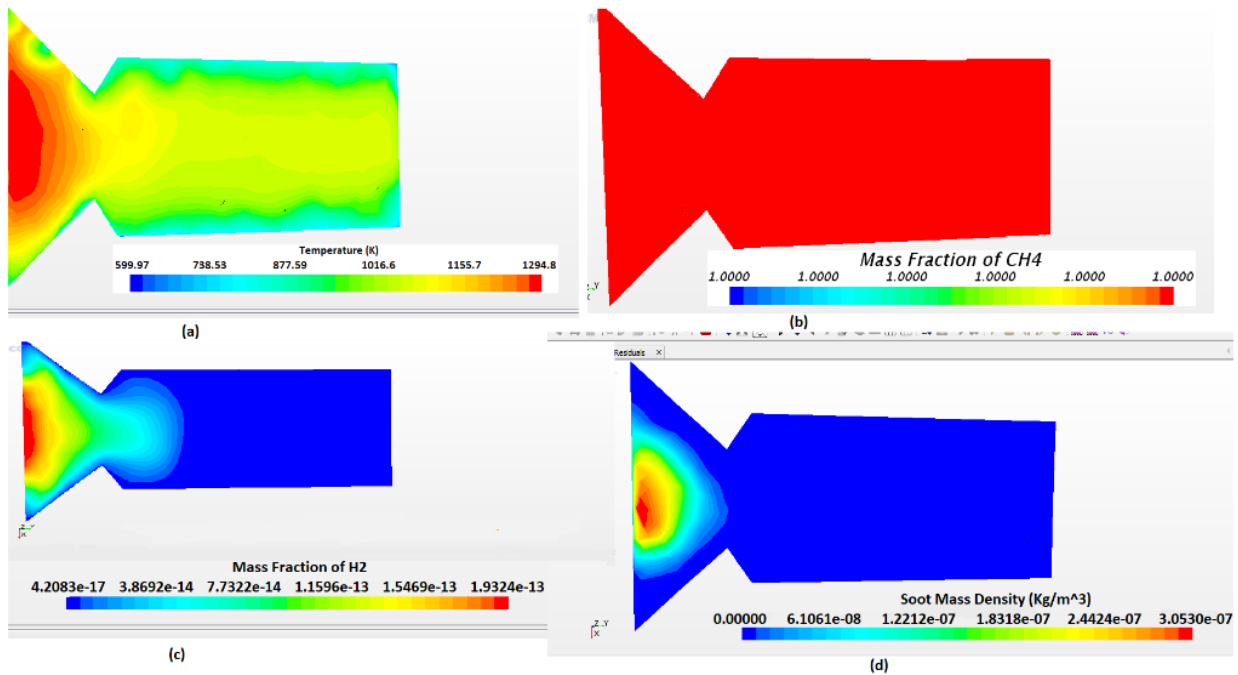 Temperature (K)
599.97 738.53 877.59 1016.6 1155.7 1294.8
(a)
Mass Fraction of CH4
1.0000 1.0000 1.0000 1.0000 1.0000 1.0000
Z Y
X
(b)
Z Y
X
Mass Fraction of H2
4.2083e-17 3.8692e-14 7.7322e-14 1.1596e-13 1.5469e-13 1.9324e-13
(c)
Residuals X
Soot Mass Density (Kg/m^3)
0.00000 6.1061e-08 1.2212e-07 1.8318e-07 2.4424e-07 3.0530e-07
Z Y
X
(d)